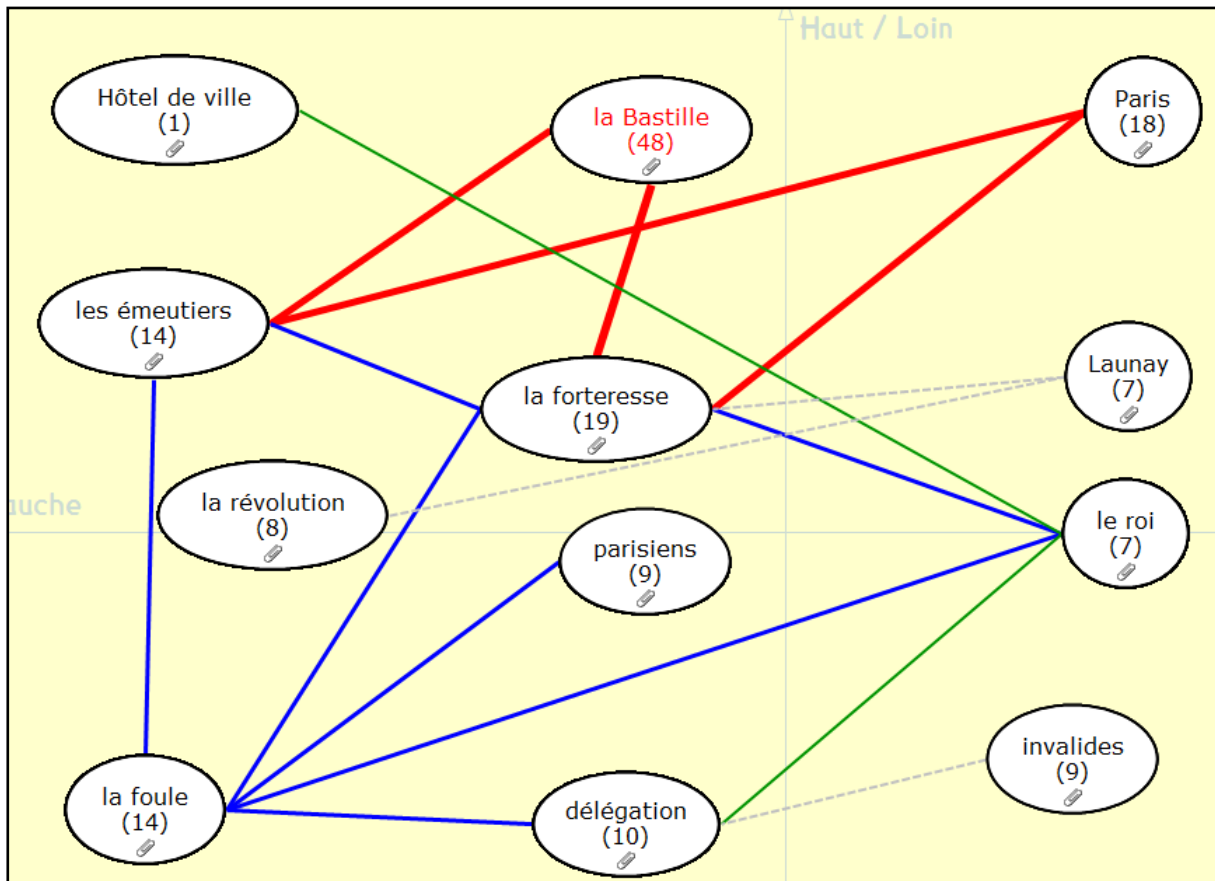 Haut / Loin
Hôtel de ville
(1)
la Bastille
(48)
Paris
(18)
les émeutiers
(14)
la forteresse
(19)
Launay
(7)
auche
la révolution
(8)
parisiens
(9)
le roi
(7)
la foule
(14)
délégation
(10)
invalides
(9)